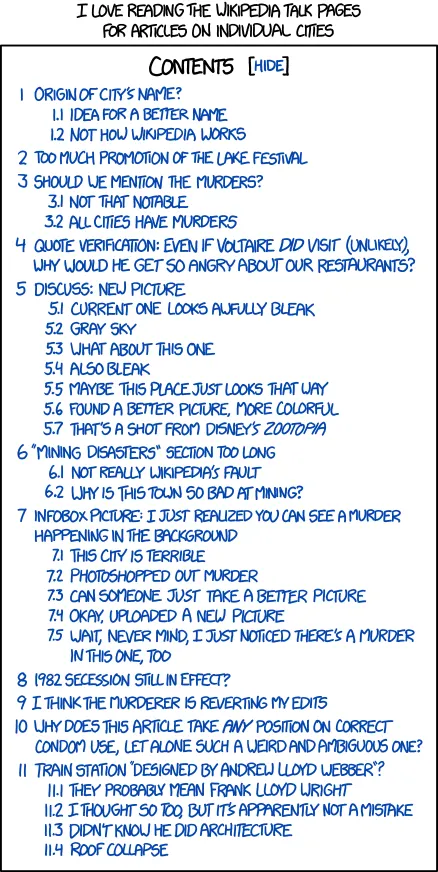 I LOVE READING THE WIKIPEDIA TALK PAGES
FOR ARTICLES ON INDIVIDUAL CITIES
CONTENTS [HIDE]
1 ORIGIN OF CITY'S NAME?
1.1 IDEA FOR A BETTER NAME
1.2 NOT HOW WIKIPEDIA WORKS
2 TOO MUCH PROMOTION OF THE LAKE FESTIVAL
3 SHOULD WE MENTION THE MURDERS?
3.1 NOT THAT NOTABLE
3.2 ALL CITIES HAVE MURDERS
4 QUOTE VERIFICATION: EVEN IF VOLTAIRE DID VISIT (UNLIKELY),
WHY WOULD HE GET SO ANGRY ABOUT OUR RESTAURANTS?
5 DISCUSS: NEW PICTURE
5.1 CURRENT ONE LOOKS AWFULLY BLEAK
5.2 GRAY SKY
5.3 WHAT ABOUT THIS ONE
5.4 ALSO BLEAK
5.5 MAYBE THIS PLACE JUST LOOKS THAT WAY
5.6 FOUND A BETTER PICTURE, MORE COLORFUL
5.7 THAT'S A SHOT FROM DISNEY'S ZOOTOPIA
6 "MINING DISASTERS" SECTION TOO LONG
6.1 NOT REALLY WIKIPEDIA'S FAULT
6.2 WHY IS THIS TOWN SO BAD AT MINING?
7 INFOBOX PICTURE: I JUST REALIZED YOU CAN SEE A MURDER
HAPPENING IN THE BACKGROUND
7.1 THIS CITY IS TERRIBLE
7.2 PHOTOSHOPPED OUT MURDER
7.3 CAN SOMEONE JUST TAKE A BETTER PICTURE
7.4 OKAY, UPLOADED A NEW PICTURE
7.5 WAIT, NEVER MIND, I JUST NOTICED THERE'S A MURDER
IN THIS ONE, TOO
8 1982 SECESSION STILL IN EFFECT?
9 I THINK THE MURDERER IS REVERTING MY EDITS
10 WHY DOES THIS ARTICLE TAKE ANY POSITION ON CORRECT
CONDOM USE, LET ALONE SUCH A WEIRD AND AMBIGUOUS ONE?
11 TRAIN STATION "DESIGNED BY ANDREW LLOYD WEBBER"?
11.1 THEY PROBABLY MEAN FRANK LLOYD WRIGHT
11.2 I THOUGHT SO TOO, BUT IT'S APPARENTLY NOT A MISTAKE
11.3 DIDN'T KNOW HE DID ARCHITECTURE
11.4 ROOF COLLAPSE